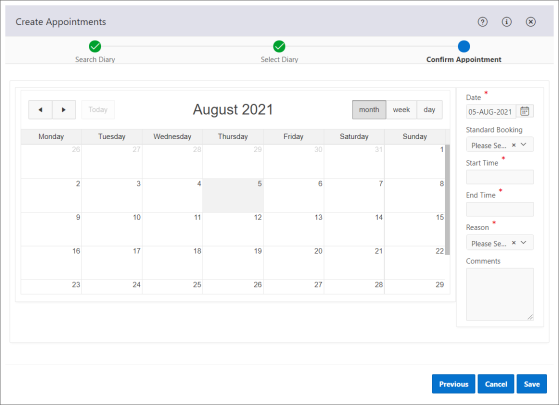 Create Appointments
Search Diary Select Diary Confirm Appointment
Today August 2021 month week day
Monday Tuesday Wednesday Thursday Friday Saturday Sunday
26 27 28 29 30 31 1
2 3 4 5 6 7 8
9 10 11 12 13 14 15
16 17 18 19 20 21 22
23 24 25 26 27 28 29
Date *
05-AUG-2021
Standard Booking
Please Se... ×
Start Time *
End Time *
Reason *
Please Se... ×
Comments
Previous Cancel Save